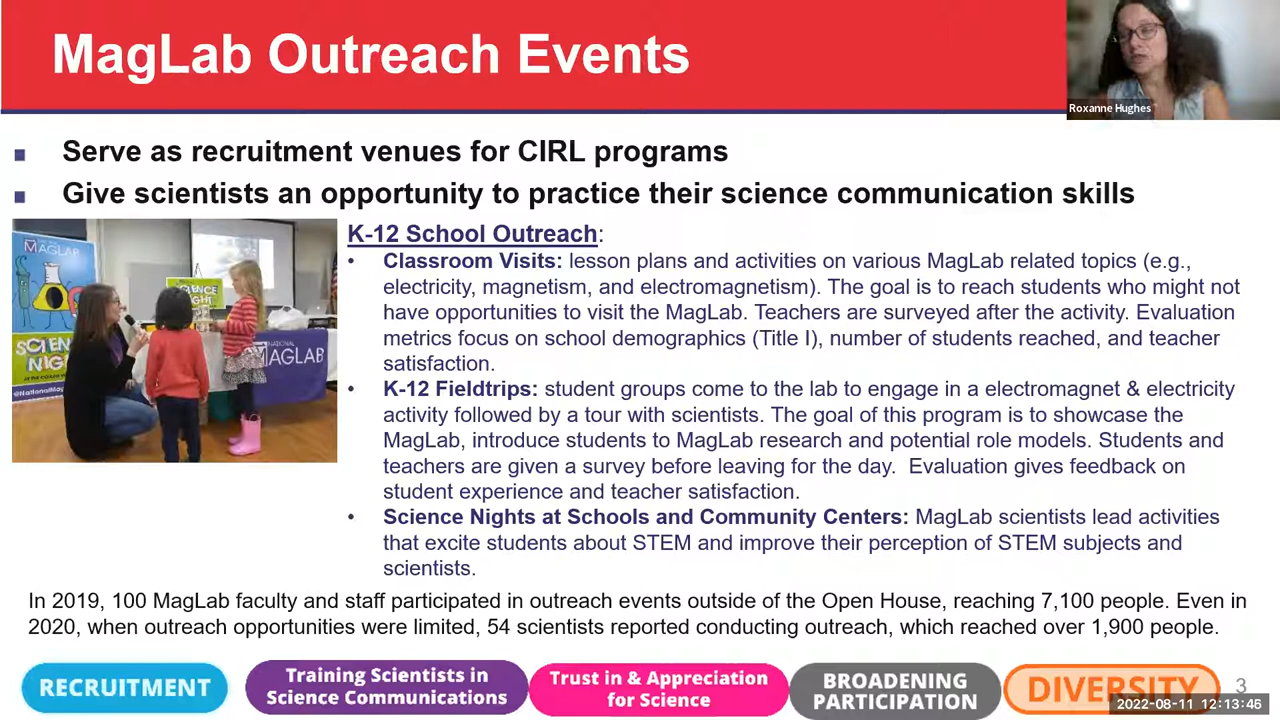 MagLab Outreach Events
Roxanne Hughes
Serve as recruitment venues for CIRL programs
Give scientists an opportunity to practice their science communication skills
MAGLAB
SCIENCE
NIGHT
NATIONAL
MAGLAB
K-12 School Outreach:
• Classroom Visits: lesson plans and activities on various MagLab related topics (e.g.,
electricity, magnetism, and electromagnetism). The goal is to reach students who might not
have opportunities to visit the MagLab. Teachers are surveyed after the activity. Evaluation
metrics focus on school demographics (Title I), number of students reached, and teacher
satisfaction.
• K-12 Fieldtrips: student groups come to the lab to engage in a electromagnet & electricity
activity followed by a tour with scientists. The goal of this program is to showcase the
MagLab, introduce students to MagLab research and potential role models. Students and
teachers are given a survey before leaving for the day. Evaluation gives feedback on
student experience and teacher satisfaction.
• Science Nights at Schools and Community Centers: MagLab scientists lead activities
that excite students about STEM and improve their perception of STEM subjects and
scientists.
In 2019, 100 MagLab faculty and staff participated in outreach events outside of the Open House, reaching 7,100 people. Even in
2020, when outreach opportunities were limited, 54 scientists reported conducting outreach, which reached over 1,900 people.
RECRUITMENT
Training Scientists in
Science Communications
Trust in & Appreciation
for Science
BROADENING
PARTICIPATION
DIVERSITY
3
2022-08-11 12:13:46